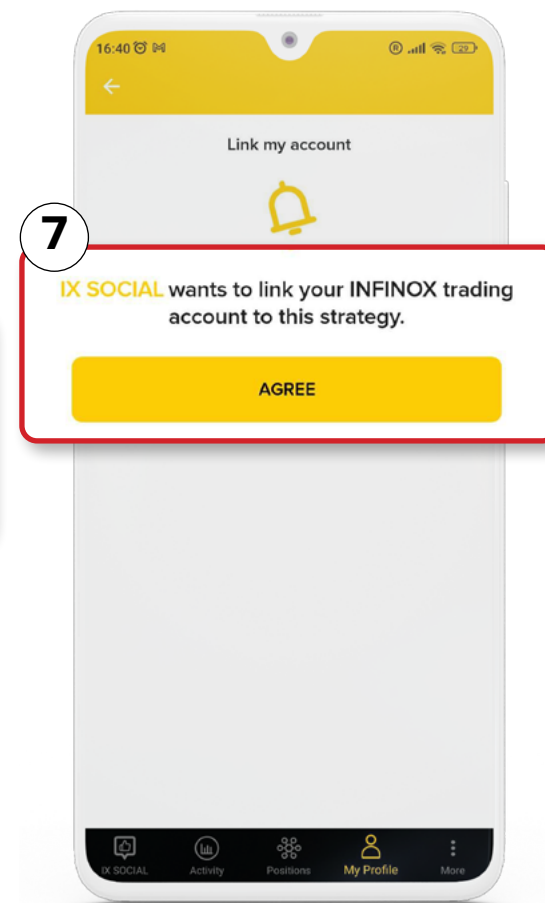 16:40
R 29
Link my account
7
IX SOCIAL wants to link your INFINOX trading
account to this strategy.
AGREE
IX SOCIAL Activity Positions My Profile More